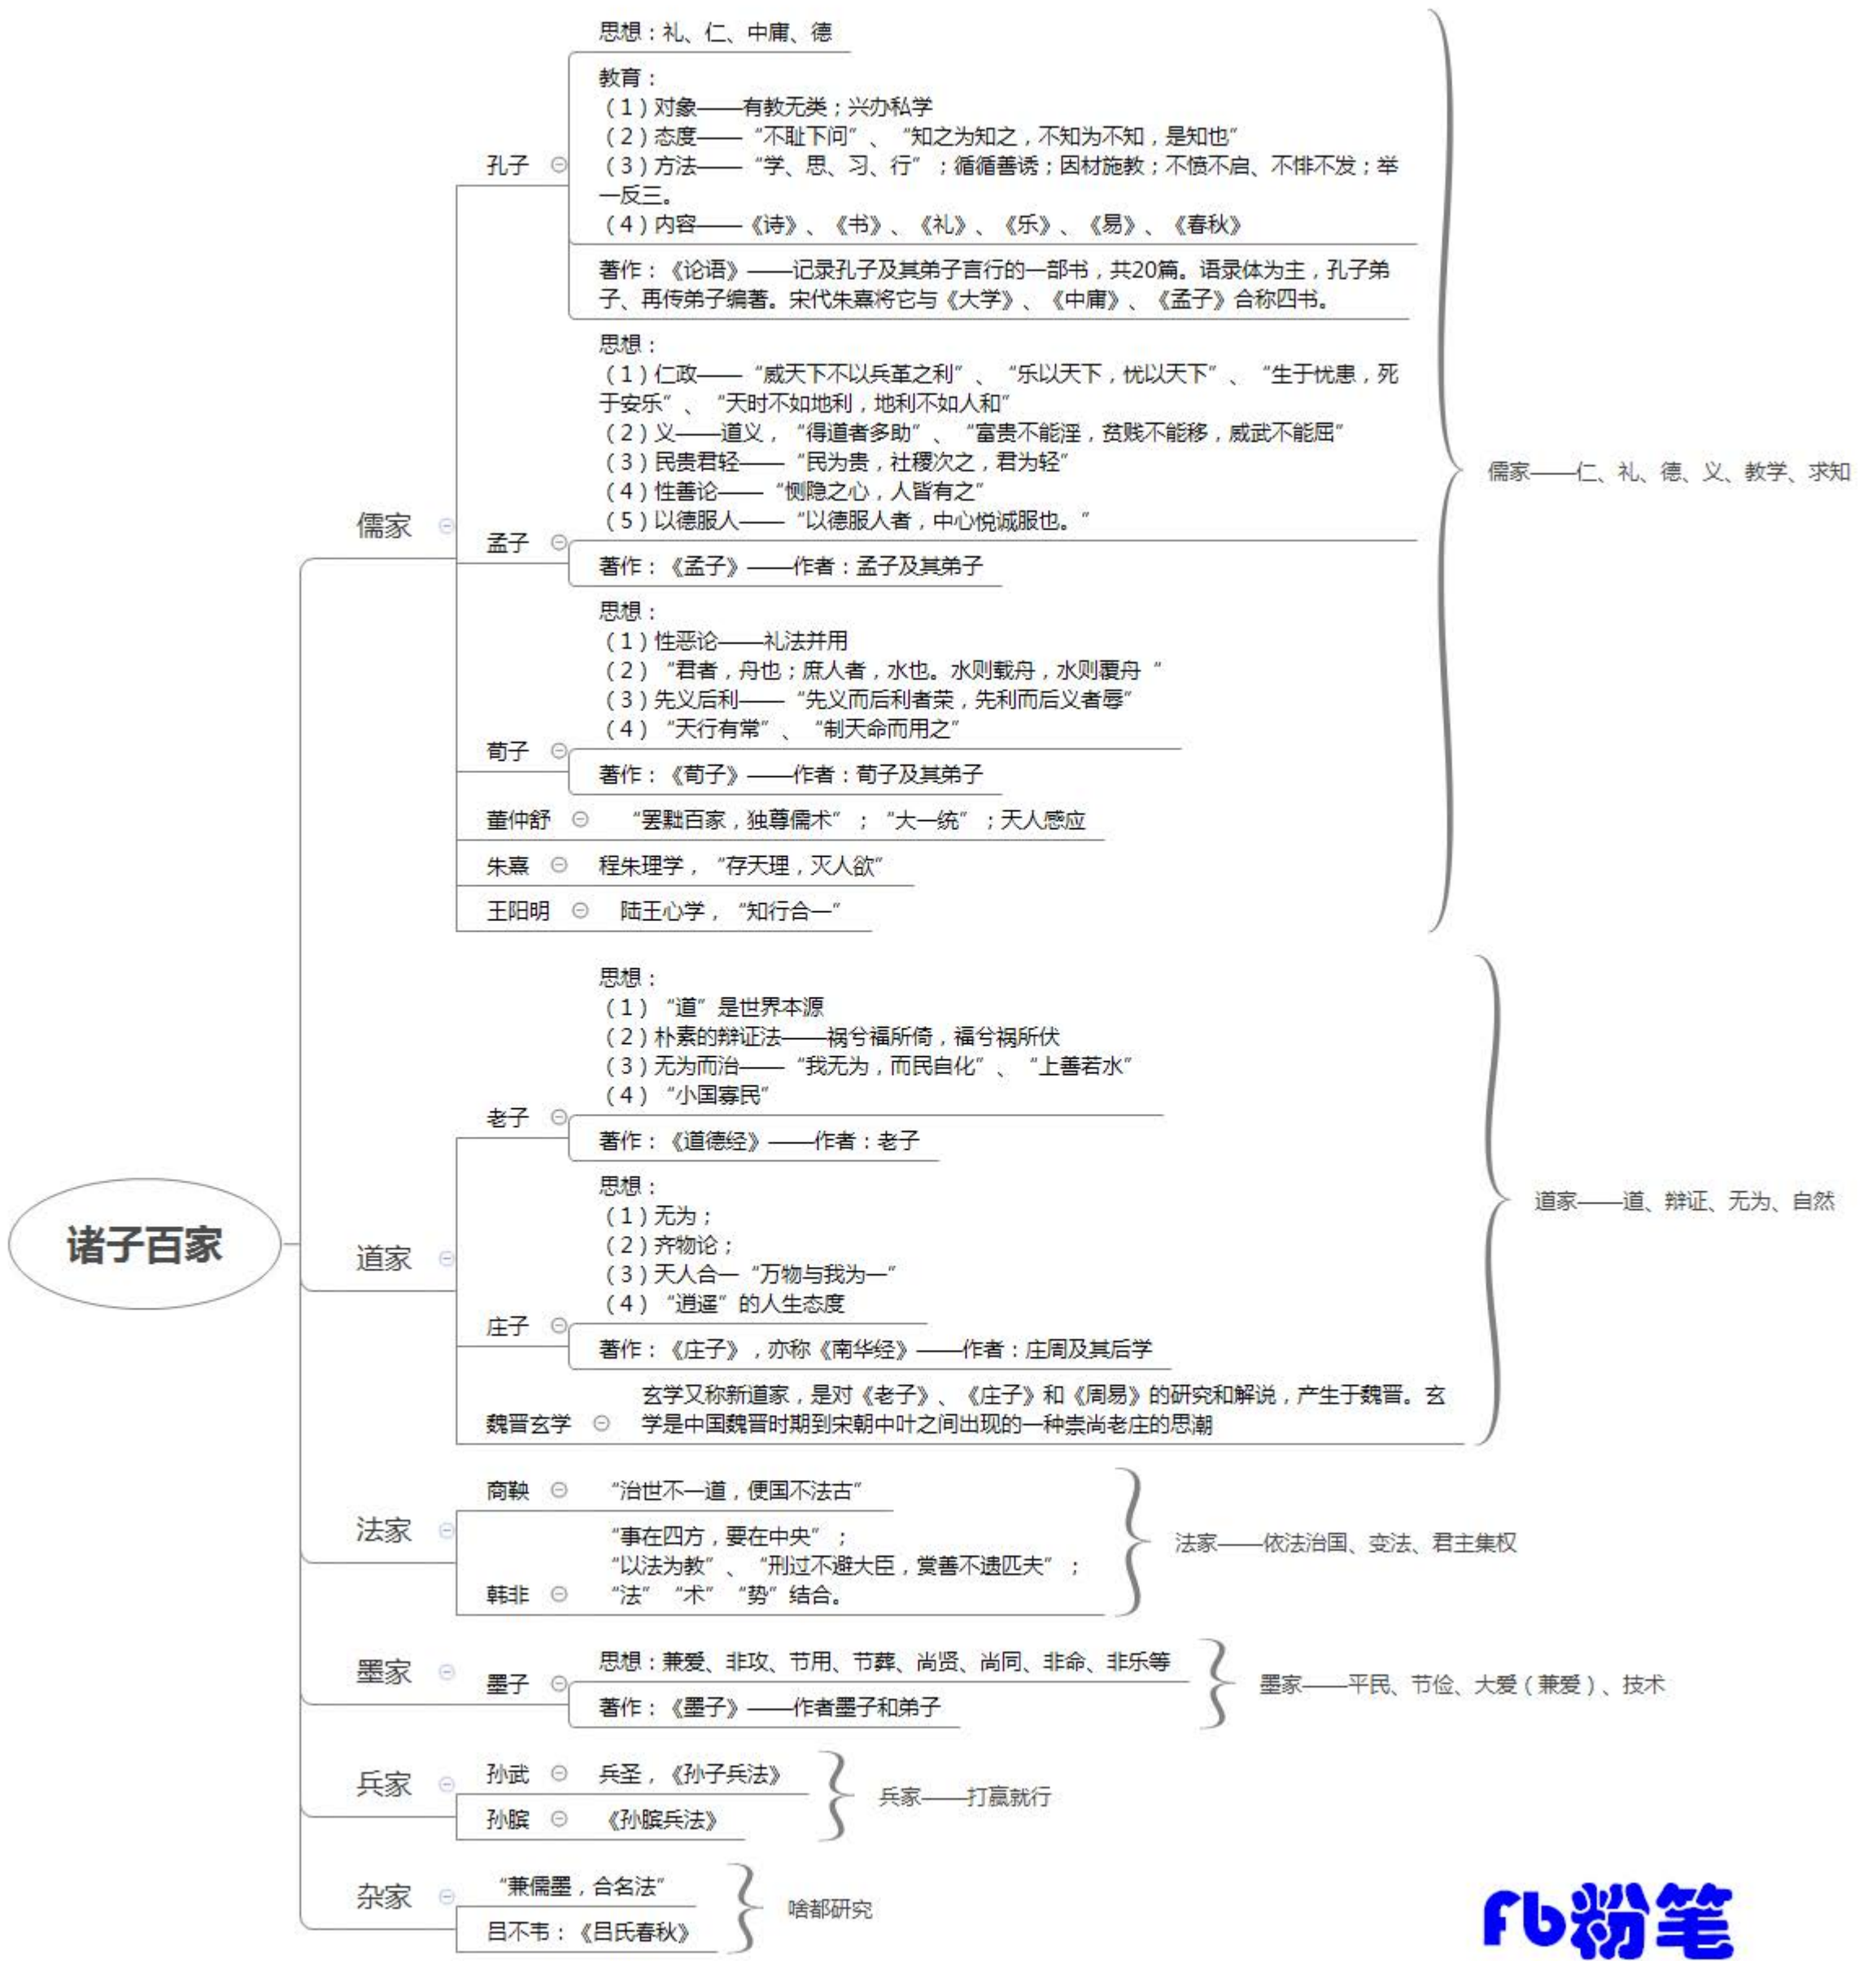 诸子百家
儒家
孔子
思想：礼、仁、中庸、德
教育：
（1）对象——有教无类；兴办私学
（2）态度——“不耻下问”、“知之为知之，不知为不知，是知也”
（3）方法——“学、思、习、行”；循循善诱；因材施教；不愤不启、不悱不发；举
一反三。
（4）内容——《诗》、《书》、《礼》、《乐》、《易》、《春秋》
著作：《论语》——记录孔子及其弟子言行的一部书，共20篇。语录体为主，孔子弟
子、再传弟子编著。宋代朱熹将它与《大学》、《中庸》、《孟子》合称四书。
孟子
思想：
（1）仁政——“威天下不以兵革之利”、“乐以天下，忧以天下”、“生于忧患，死
于安乐”、“天时不如地利，地利不如人和”
（2）义——道义，“得道者多助”、“富贵不能淫，贫贱不能移，威武不能屈”
（3）民贵君轻——“民为贵，社稷次之，君为轻”
（4）性善论——“恻隐之心，人皆有之”
（5）以德服人——“以德服人者，中心悦诚服也。”
著作：《孟子》——作者：孟子及其弟子
荀子
思想：
（1）性恶论——礼法并用
（2）“君者，舟也；庶人者，水也。水则载舟，水则覆舟“
（3）先义后利——“先义而后利者荣，先利而后义者辱”
（4）“天行有常”、“制天命而用之”
著作：《荀子》——作者：荀子及其弟子
董仲舒 “罢黜百家，独尊儒术”；“大一统”；天人感应
朱熹 程朱理学，“存天理，灭人欲”
王阳明 陆王心学，“知行合一”
儒家——仁、礼、德、义、教学、求知
道家
老子
思想：
（1）“道”是世界本源
（2）朴素的辩证法——祸兮福所倚，福兮祸所伏
（3）无为而治——“我无为，而民自化”、“上善若水”
（4）“小国寡民”
著作：《道德经》——作者：老子
庄子
思想：
（1）无为；
（2）齐物论；
（3）天人合一“万物与我为一”
（4）“逍遥”的人生态度
著作：《庄子》，亦称《南华经》——作者：庄周及其后学
魏晋玄学
玄学又称新道家，是对《老子》、《庄子》和《周易》的研究和解说，产生于魏晋。玄
学是中国魏晋时期到宋朝中叶之间出现的一种崇尚老庄的思潮
道家——道、辩证、无为、自然
法家
商鞅 “治世不一道，便国不法古”
韩非
“事在四方，要在中央”；
“以法为教”、“刑过不避大臣，赏善不遗匹夫”；
“法”“术”“势”结合。
法家——依法治国、变法、君主集权
墨家
墨子
思想：兼爱、非攻、节用、节葬、尚贤、尚同、非命、非乐等
著作：《墨子》——作者墨子和弟子
墨家——平民、节俭、大爱（兼爱）、技术
兵家
孙武 兵圣，《孙子兵法》
孙膑 《孙膑兵法》
兵家——打赢就行
杂家
“兼儒墨，合名法”
吕不韦：《吕氏春秋》
啥都研究
Fb粉笔